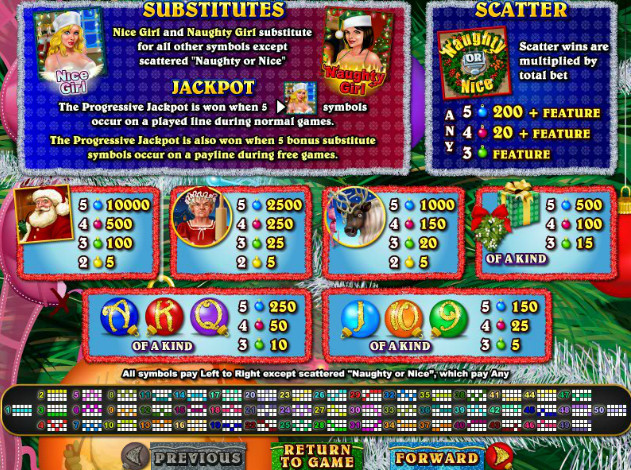 SUBSTITUTES
Nice Girl and Naughty Girl substitute
for all other symbols except
scattered "Naughty or Nice"
Nice
Girl
Naughty
Girl
JACKPOT
The Progressive Jackpot is won when 5 symbols
occur on a played line during normal games.
The Progressive Jackpot is also won when 5 bonus substitute
symbols occur on a payline during free games.
SCATTER
Naughty
OR
Nice
Scatter wins are
multiplied by
total bet
ANY
5 200 + FEATURE
4 20 + FEATURE
3 FEATURE
5 10000
4 500
3 100
2 5
5 2500
4 250
3 25
2 5
5 1000
4 150
3 20
2 5
5 500
4 100
3 15
OF A KIND
A K Q
OF A KIND
5 250
4 50
3 10
J 10 9
OF A KIND
5 150
4 25
3 5
All symbols pay Left to Right except scattered "Naughty or Nice", which pay Any
PREVIOUS
RETURN
TO GAME
FORWARD